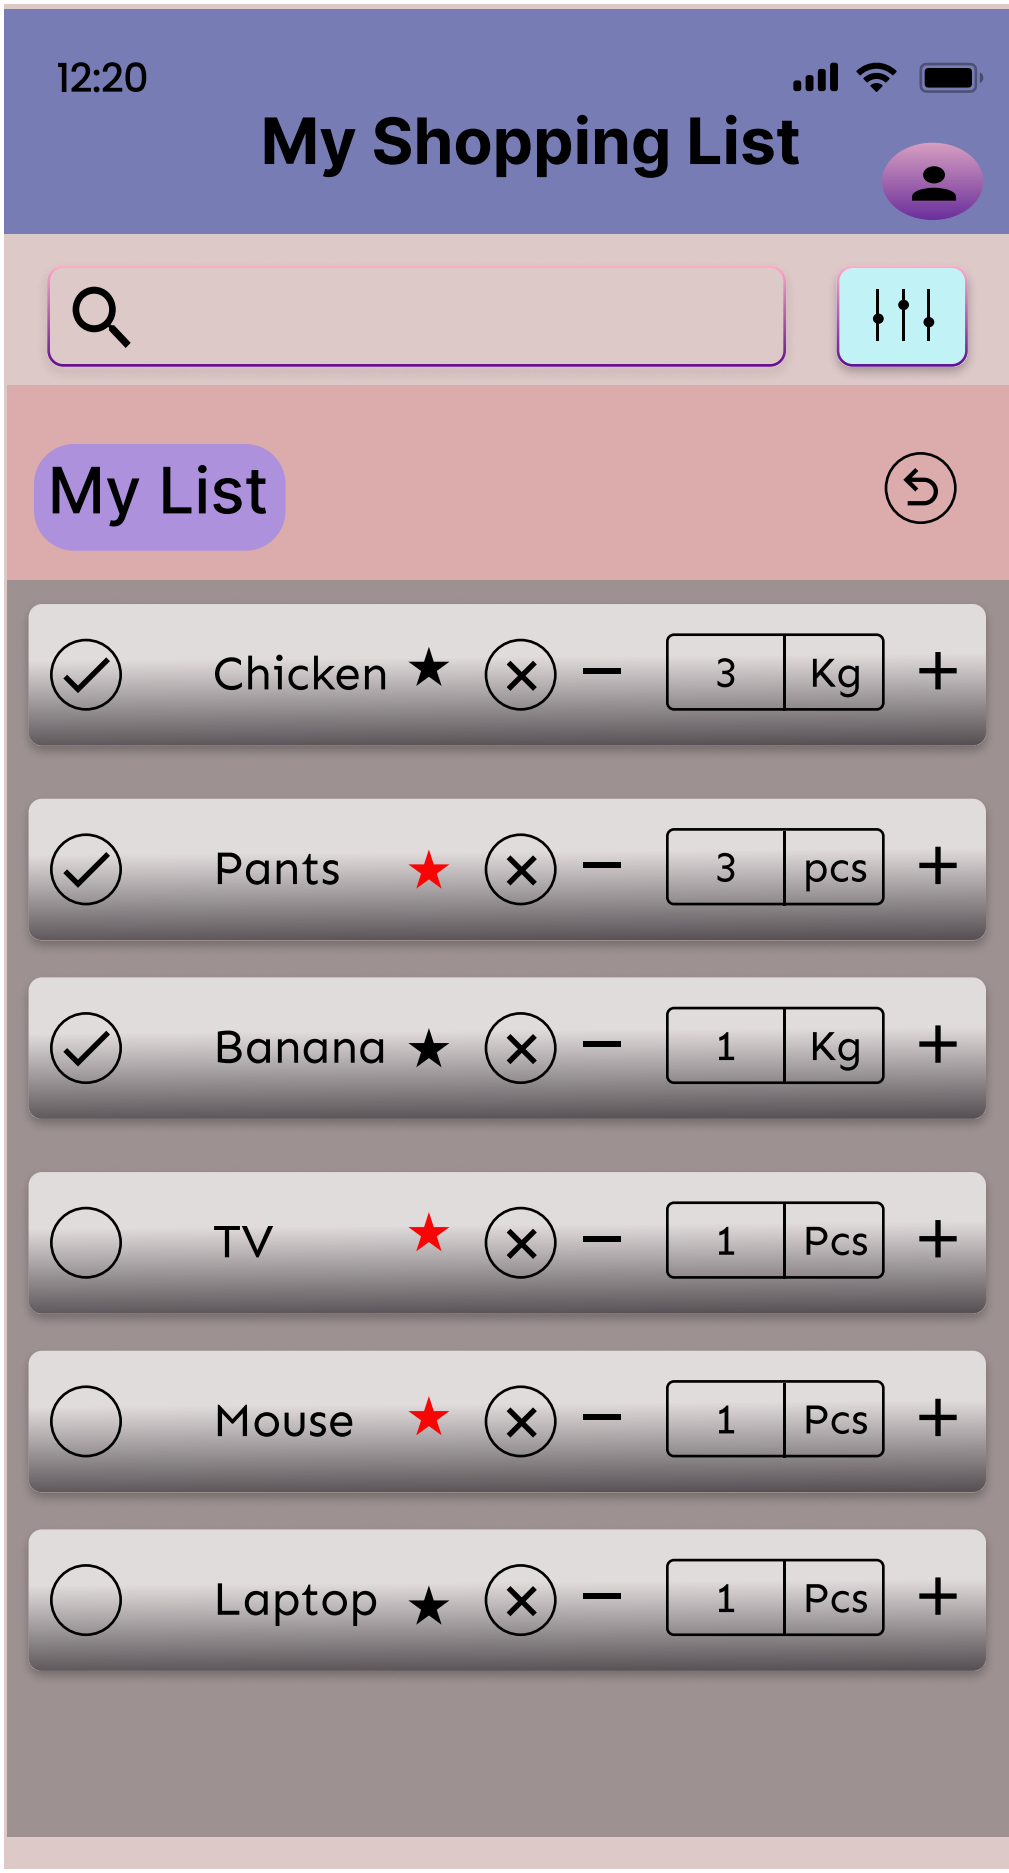 12:20
My Shopping List
My List
Chicken 3 Kg
Pants 3 pcs
Banana 1 Kg
TV 1 Pcs
Mouse 1 Pcs
Laptop 1 Pcs